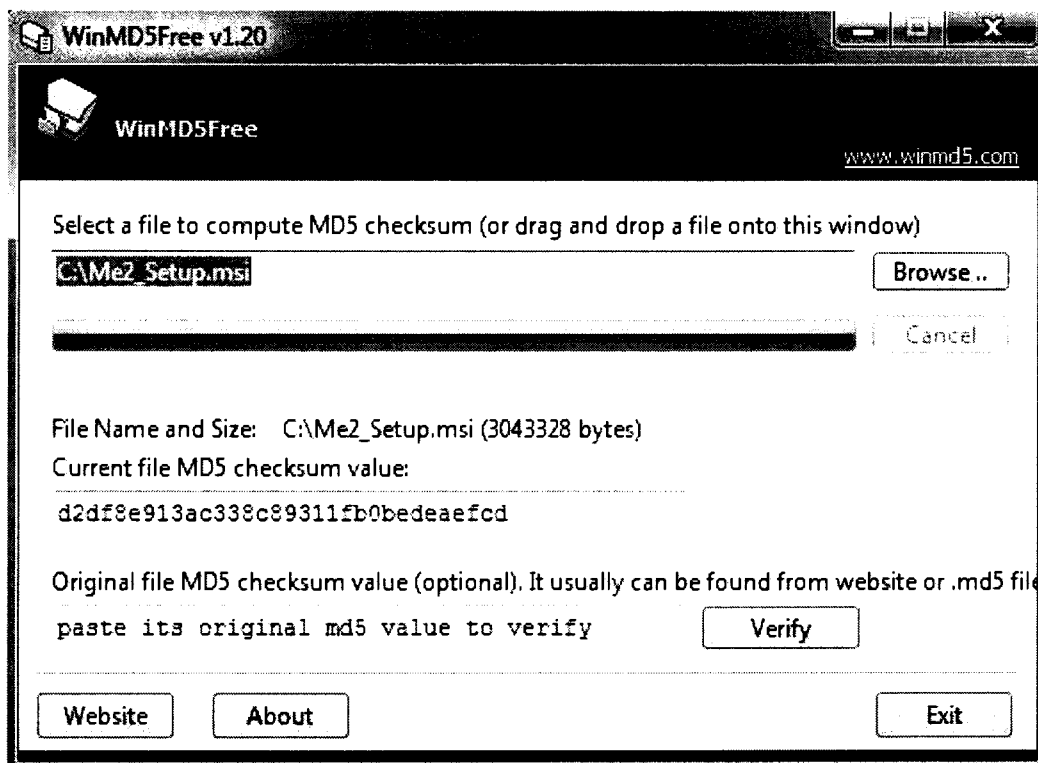 WinMD5Free v1.20
WinMD5Free
www.winmd5.com
Select a file to compute MD5 checksum (or drag and drop a file onto this window)
C:\Me2_Setup.msi
Browse..
Cancel
File Name and Size: C:\Me2_Setup.msi (3043328 bytes)
Current file MD5 checksum value:
d2df8e913ac338c89311fb0bedeaefcd
Original file MD5 checksum value (optional). It usually can be found from website or .md5 file
paste its original md5 value to verify
Verify
Website
About
Exit